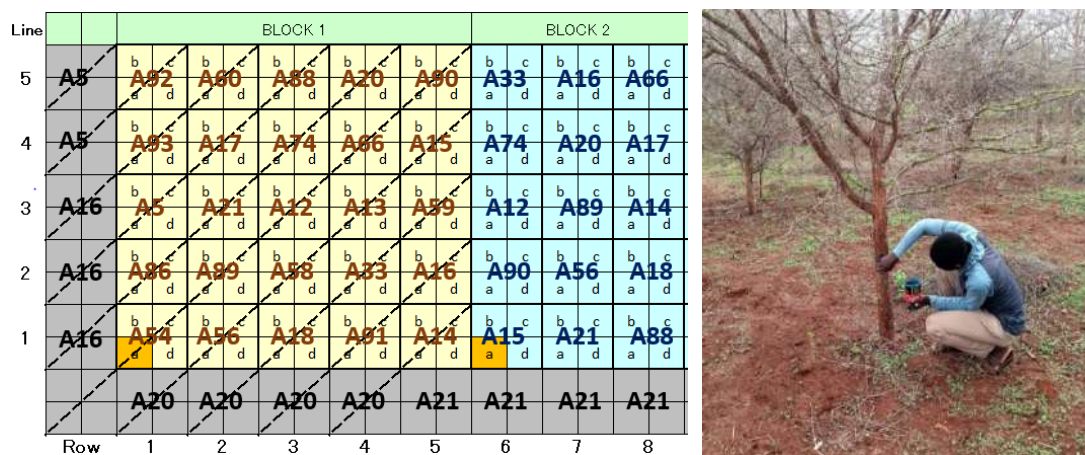 Line BLOCK 1 BLOCK 2
b c b c b c b c b c b c b c b c
5 A5 A92 A60 A88 A20 A90 A33 A16 A66
a d a d a d a d a d a d a d a d
b c b c b c b c b c b c b c b c
4 A5 A93 A17 A74 A66 A15 A74 A20 A17
a d a d a d a d a d a d a d a d
b c b c b c b c b c b c b c b c
3 A16 A5 A21 A12 A13 A59 A12 A89 A14
a d a d a d a d a d a d a d a d
b c b c b c b c b c b c b c b c
2 A16 A86 A89 A58 A33 A16 A90 A56 A18
a d a d a d a d a d a d a d a d
b c b c b c b c b c b c b c b c
1 A16 A54 A56 A18 A91 A14 A15 A21 A88
a d a d a d a d a d a d a d a d
A20 A20 A20 A20 A21 A21 A21 A21
Row 1 2 3 4 5 6 7 8